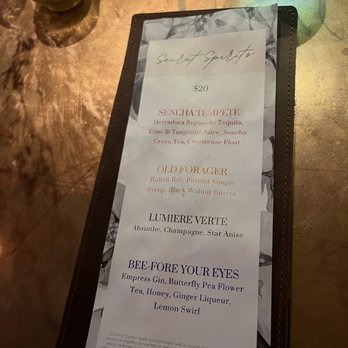 Secret Spirits
$20
SENCHA TEMPETE
Herradura Reposado Tequila,
Lime & Tangerine Juice, Sencha
Green Tea, Chartreuse Float
OLD FORAGER
Bulleit Rye, Porcini Simple
Syrup, Black Walnut Bitters
LUMIERE VERTE
Absinthe, Champagne, Star Anise
BEE-FORE YOUR EYES
Empress Gin, Butterfly Pea Flower
Tea, Honey, Ginger Liqueur,
Lemon Swirl